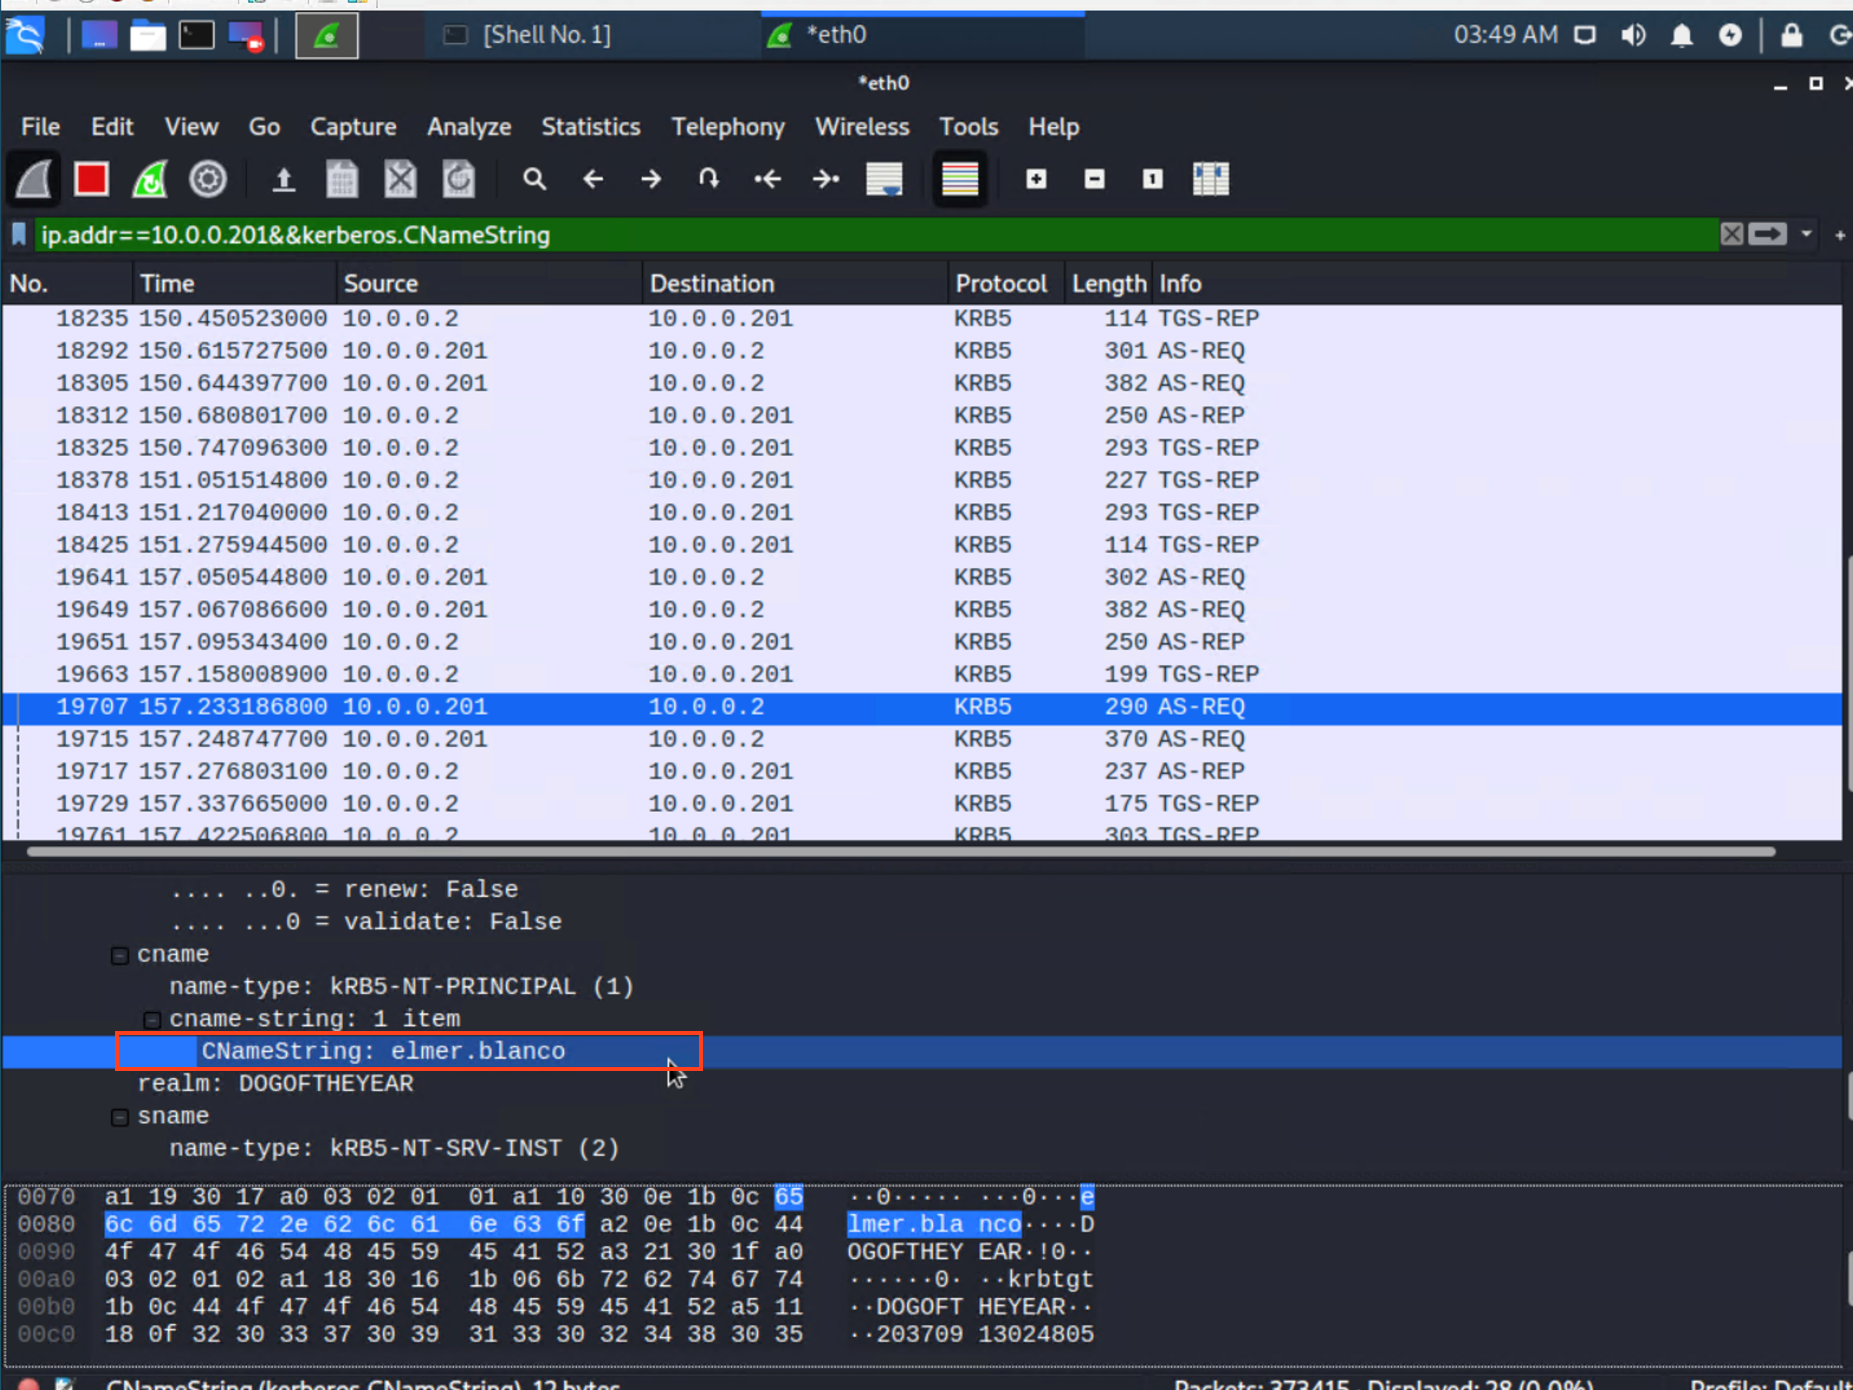 [Shell No. 1]
*eth0
03:49 AM
*eth0
File Edit View Go Capture Analyze Statistics Telephony Wireless Tools Help
ip.addr==10.0.0.201&&kerberos.CNameString
No. Time Source Destination Protocol Length Info
18235 150.450523000 10.0.0.2 10.0.0.201 KRB5 114 TGS-REP
18292 150.615727500 10.0.0.201 10.0.0.2 KRB5 301 AS-REQ
18305 150.644397700 10.0.0.201 10.0.0.2 KRB5 382 AS-REQ
18312 150.680801700 10.0.0.2 10.0.0.201 KRB5 250 AS-REP
18325 150.747096300 10.0.0.2 10.0.0.201 KRB5 293 TGS-REP
18378 151.051514800 10.0.0.2 10.0.0.201 KRB5 227 TGS-REP
18413 151.217040000 10.0.0.2 10.0.0.201 KRB5 293 TGS-REP
18425 151.275944500 10.0.0.2 10.0.0.201 KRB5 114 TGS-REP
19641 157.050544800 10.0.0.201 10.0.0.2 KRB5 302 AS-REQ
19649 157.067086600 10.0.0.201 10.0.0.2 KRB5 382 AS-REQ
19651 157.095343400 10.0.0.2 10.0.0.201 KRB5 250 AS-REP
19663 157.158008900 10.0.0.2 10.0.0.201 KRB5 199 TGS-REP
19707 157.233186800 10.0.0.201 10.0.0.2 KRB5 290 AS-REQ
19715 157.248747700 10.0.0.201 10.0.0.2 KRB5 370 AS-REQ
19717 157.276803100 10.0.0.2 10.0.0.201 KRB5 237 AS-REP
19729 157.337665000 10.0.0.2 10.0.0.201 KRB5 175 TGS-REP
19761 157.422506800 10.0.0.2 10.0.0.201 KRB5 303 TGS-REP
.... ..0. = renew: False
.... ...0 = validate: False
cname
name-type: kRB5-NT-PRINCIPAL (1)
cname-string: 1 item
CNameString: elmer.blanco
realm: DOGOFTHEYEAR
sname
name-type: kRB5-NT-SRV-INST (2)
0070 a1 19 30 17 a0 03 02 01 01 a1 10 30 0e 1b 0c 65 ··0····· ···0···e
0080 6c 6d 65 72 2e 62 6c 61 6e 63 6f a2 0e 1b 0c 44 lmer.bla nco····D
0090 4f 47 4f 46 54 48 45 59 45 41 52 a3 21 30 1f a0 OGOFTHEY EAR·!0··
00a0 03 02 01 02 a1 18 30 16 1b 06 6b 72 62 74 67 74 ······0· ··krbtgt
00b0 1b 0c 44 4f 47 4f 46 54 48 45 59 45 41 52 a5 11 ··DOGOFT HEYEAR··
00c0 18 0f 32 30 33 37 30 39 31 33 30 32 34 38 30 35 ··203709 13024805
CNameString (kerberos.CNameString), 12 bytes
Packets: 373415 · Displayed: 28 (0.0%)
Profile: Default